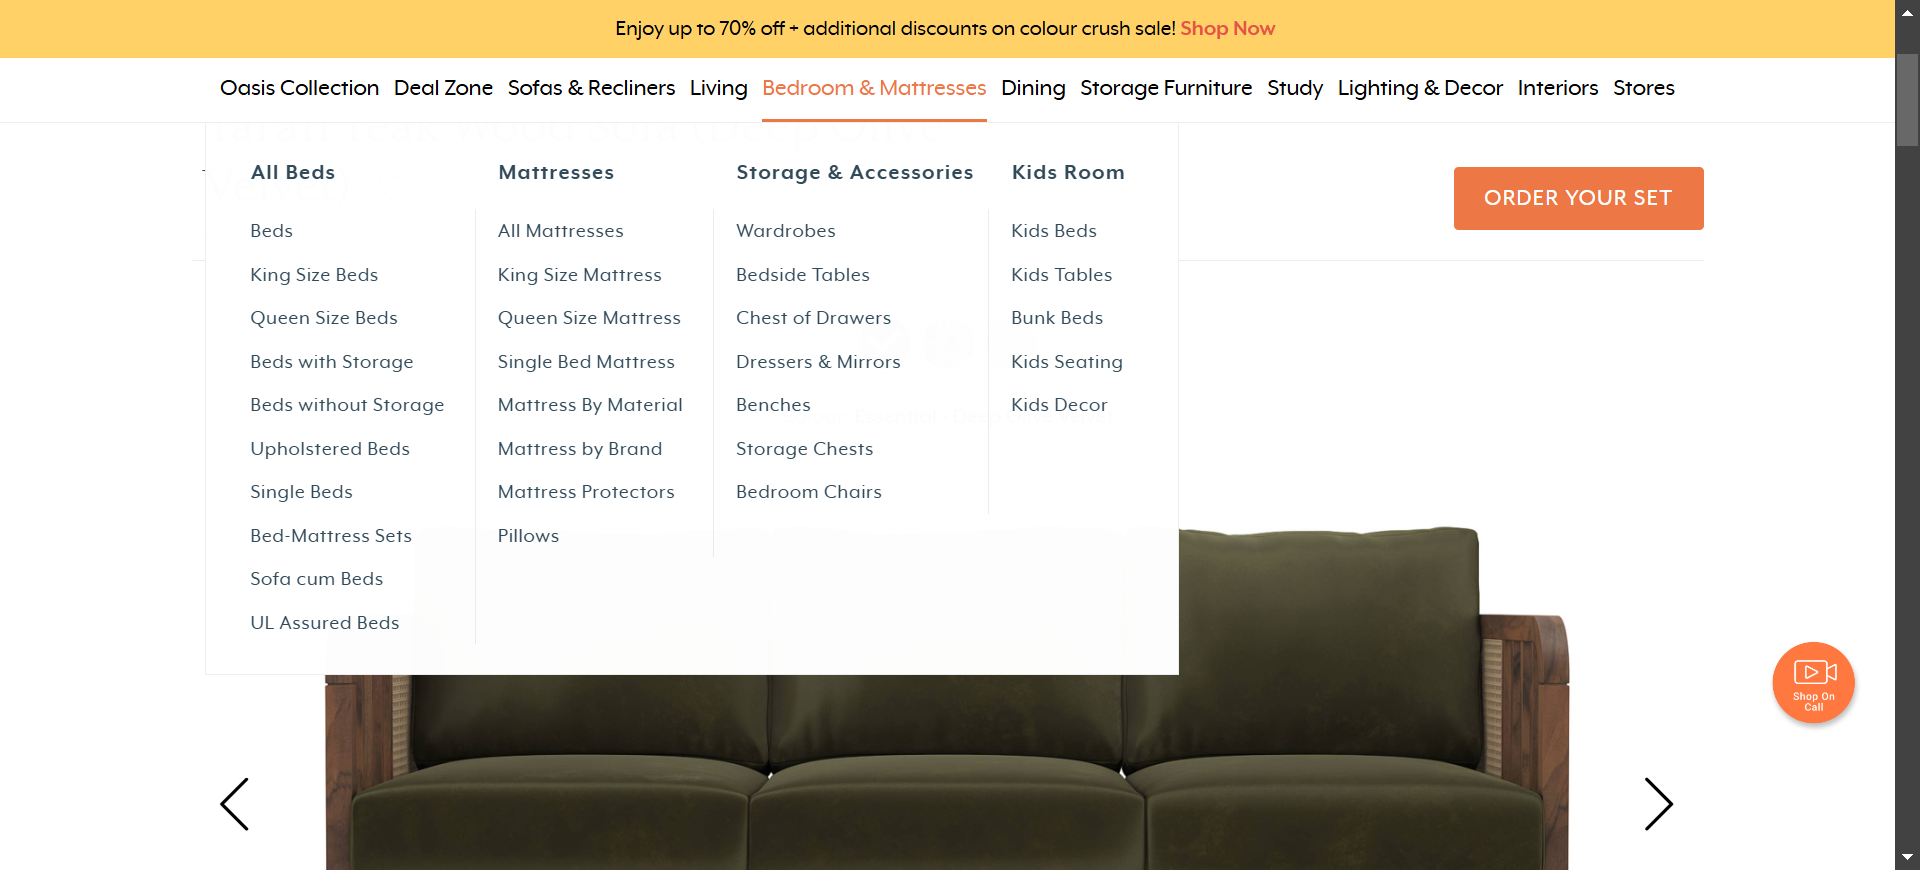 Enjoy up to 70% off + additional discounts on colour crush sale! Shop Now
Oasis Collection Deal Zone Sofas & Recliners Living Bedroom & Mattresses Dining Storage Furniture Study Lighting & Decor Interiors Stores
All Beds
Beds
King Size Beds
Queen Size Beds
Beds with Storage
Beds without Storage
Upholstered Beds
Single Beds
Bed-Mattress Sets
Sofa cum Beds
UL Assured Beds
Mattresses
All Mattresses
King Size Mattress
Queen Size Mattress
Single Bed Mattress
Mattress By Material
Mattress by Brand
Mattress Protectors
Pillows
Storage & Accessories
Wardrobes
Bedside Tables
Chest of Drawers
Dressers & Mirrors
Benches
Storage Chests
Bedroom Chairs
Kids Room
Kids Beds
Kids Tables
Bunk Beds
Kids Seating
Kids Decor
ORDER YOUR SET
Shop On
Call